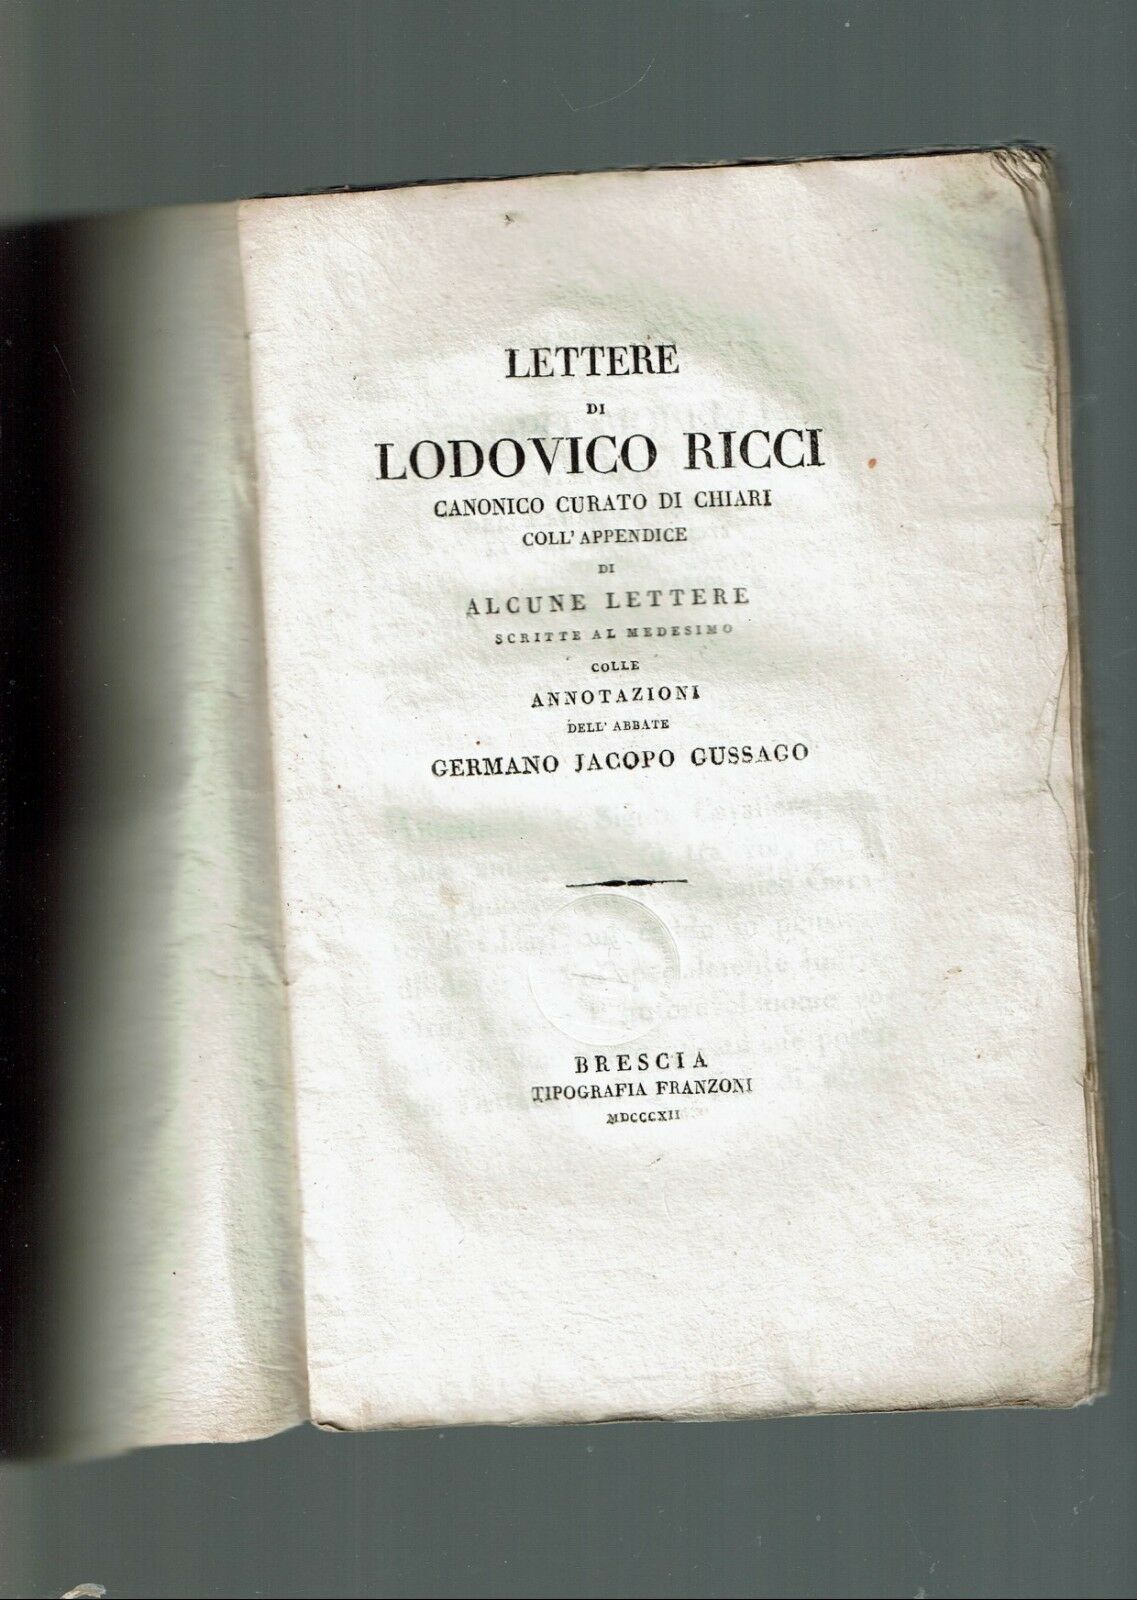 LETTERE
DI
LODOVICO RICCI
CANONICO CURATO DI CHIARI
COLL' APPENDICE
DI
ALCUNE LETTERE
SCRITTE AL MEDESIMO
COLLE
ANNOTAZIONI
DELL' ABBATE
GERMANO JACOPO GUSSAGO
BRESCIA
TIPOGRAFIA FRANZONI
MDCCCXII